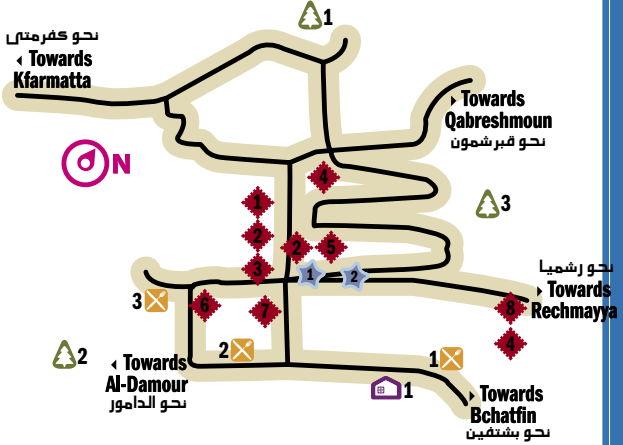 1
نحو كفرمتى
Towards
Kfarmatta
Towards
Qabreshmoun
نحو قبرشمون
N
4
1
3
2
2
5
3
1
2
نحو رشميا
Towards
Rechmayya
3
6
7
8
2
2
1
4
Towards
Al-Damour
نحو الدامور
1
Towards
Bchatfin
نحو بشتفين